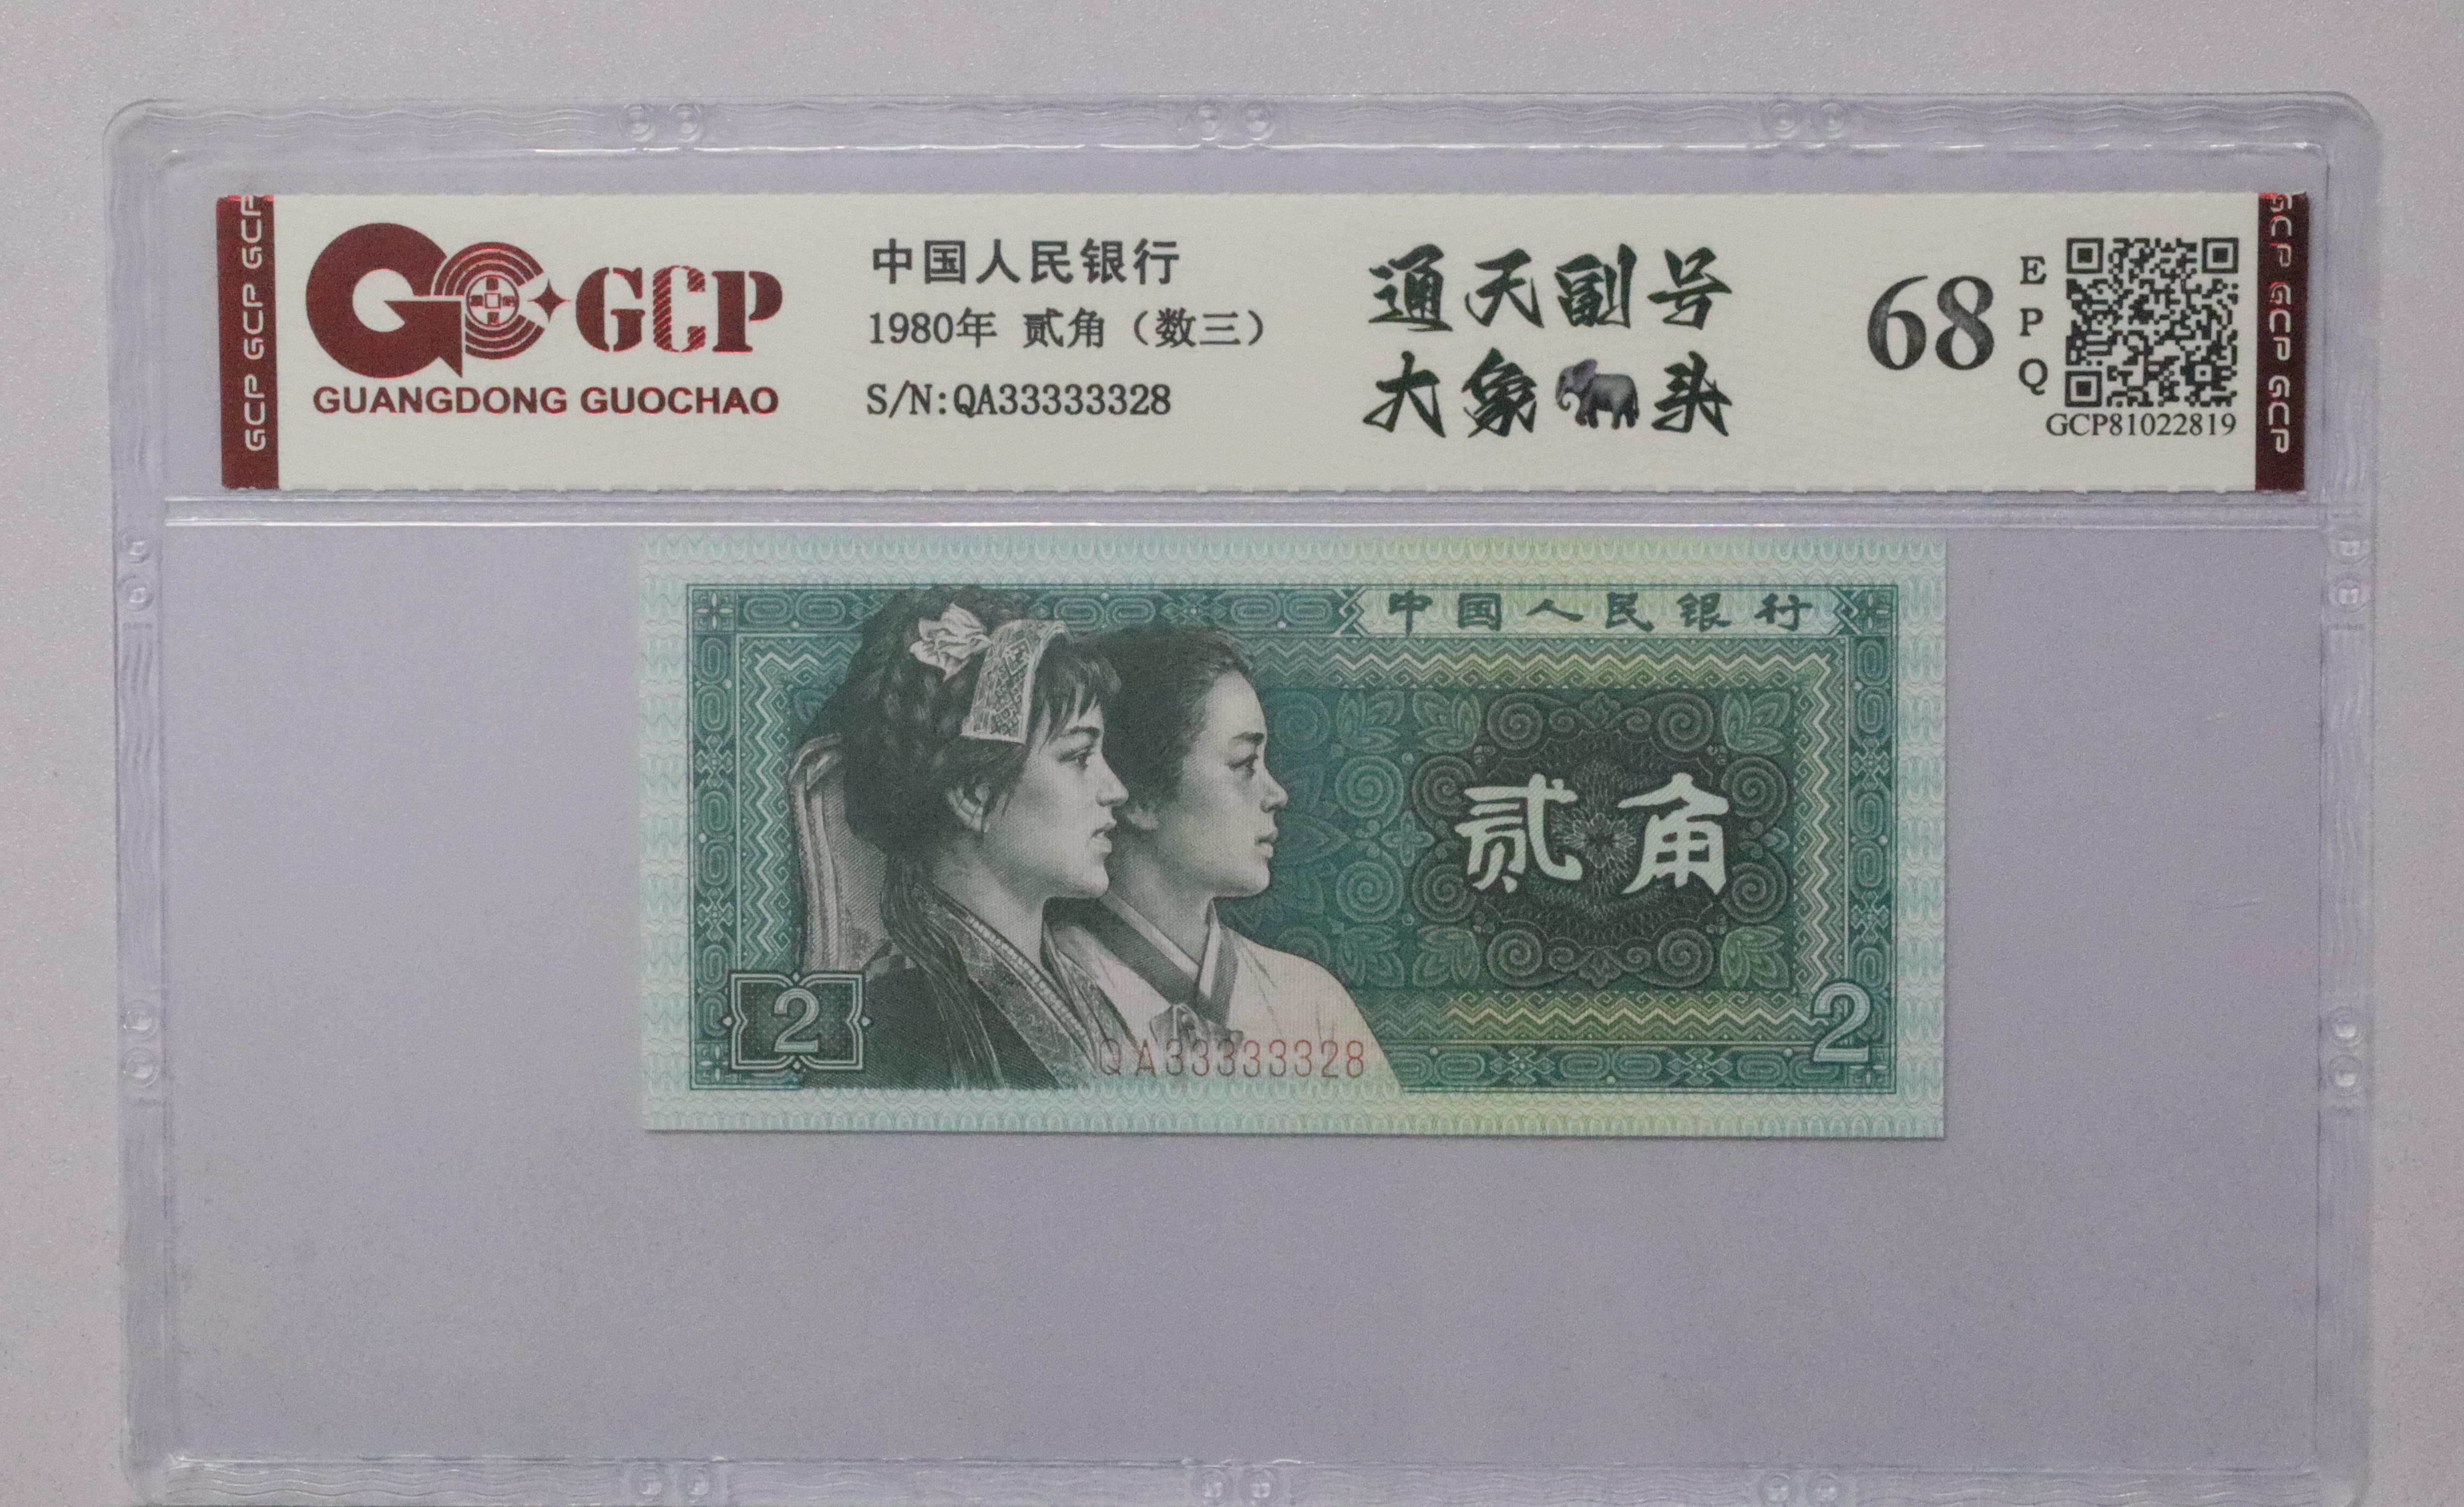 GCP GCP GCP
GCP
GUANGDONG GUOCHAO
中国人民银行
1980年 贰角（数三）
S/N:QA33333328
通天副号
大象🐘头
68
EPQ
GCP81022819
GCP GCP GCP
中国人民银行
贰角
2
QA33333328
2